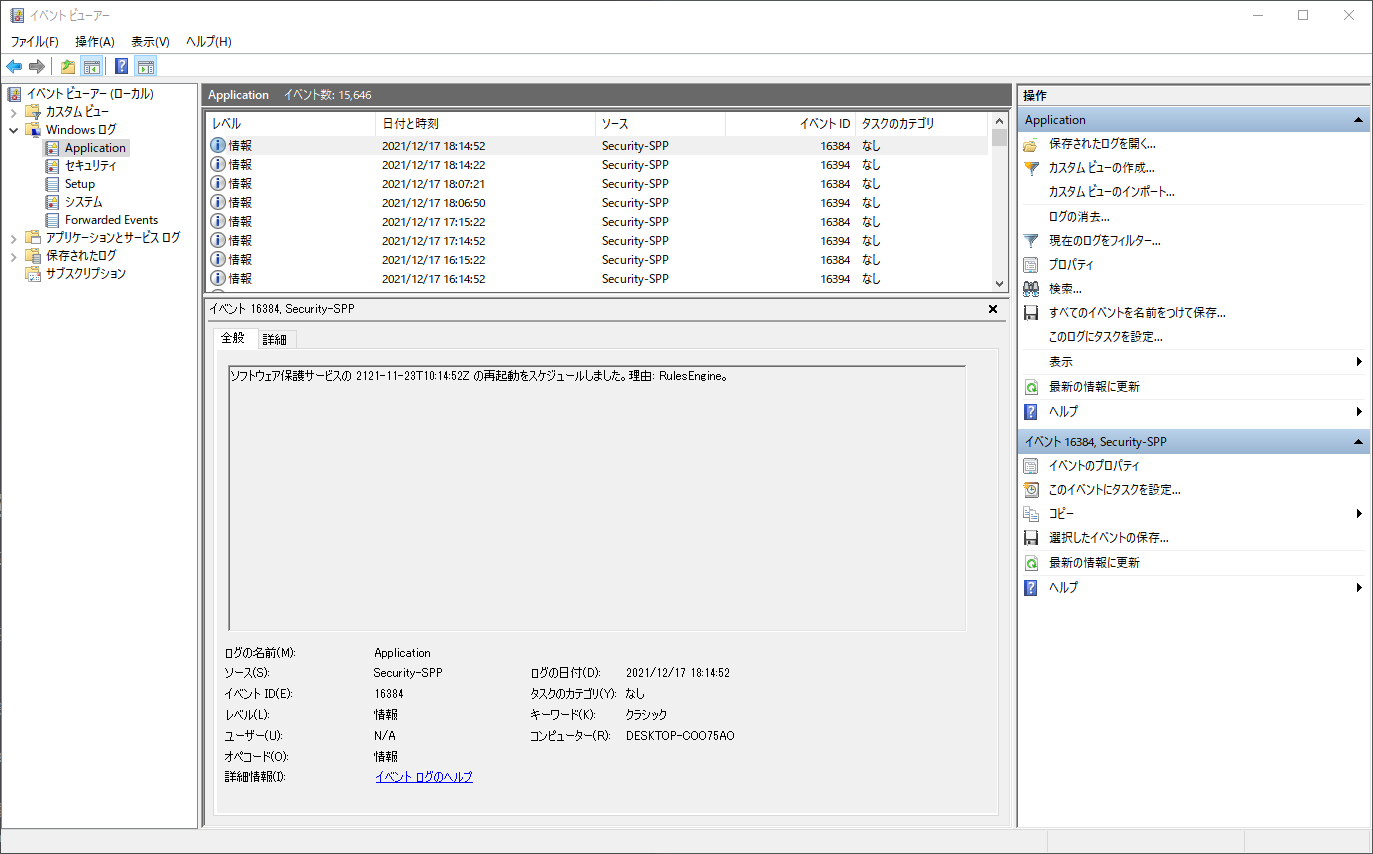 イベント ビューアー
ファイル(F) 操作(A) 表示(V) ヘルプ(H)
イベント ビューアー (ローカル)
カスタム ビュー
Windows ログ
Application
セキュリティ
Setup
システム
Forwarded Events
アプリケーションとサービス ログ
保存されたログ
サブスクリプション
Application イベント数: 15,646
レベル 日付と時刻 ソース イベント ID タスクのカテゴリ
情報 2021/12/17 18:14:52 Security-SPP 16384 なし
情報 2021/12/17 18:14:22 Security-SPP 16394 なし
情報 2021/12/17 18:07:21 Security-SPP 16384 なし
情報 2021/12/17 18:06:50 Security-SPP 16394 なし
情報 2021/12/17 17:15:22 Security-SPP 16384 なし
情報 2021/12/17 17:14:52 Security-SPP 16394 なし
情報 2021/12/17 16:15:22 Security-SPP 16384 なし
情報 2021/12/17 16:14:52 Security-SPP 16394 なし
イベント 16384, Security-SPP
全般 詳細
ソフトウェア保護サービスの 2121-11-23T10:14:52Z の再起動をスケジュールしました。理由: RulesEngine。
ログの名前(M): Application
ソース(S): Security-SPP ログの日付(D): 2021/12/17 18:14:52
イベント ID(E): 16384 タスクのカテゴリ(Y): なし
レベル(L): 情報 キーワード(K): クラシック
ユーザー(U): N/A コンピューター(R): DESKTOP-COO75AO
オペコード(O): 情報
詳細情報(I): イベント ログのヘルプ
操作
Application
保存されたログを開く...
カスタム ビューの作成...
カスタム ビューのインポート...
ログの消去...
現在のログをフィルター...
プロパティ
検索...
すべてのイベントを名前をつけて保存...
このログにタスクを設定...
表示
最新の情報に更新
ヘルプ
イベント 16384, Security-SPP
イベントのプロパティ
このイベントにタスクを設定...
コピー
選択したイベントの保存...
最新の情報に更新
ヘルプ